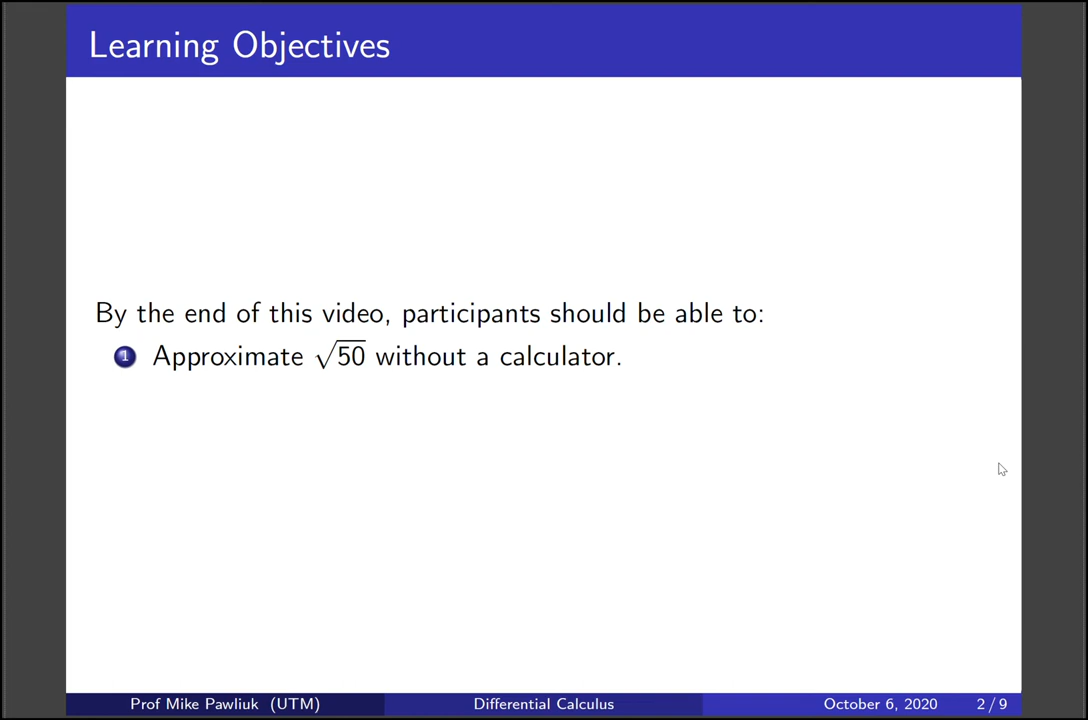 Learning Objectives
By the end of this video, participants should be able to:
1 Approximate √50 without a calculator.
Prof Mike Pawliuk (UTM) Differential Calculus October 6, 2020 2 / 9